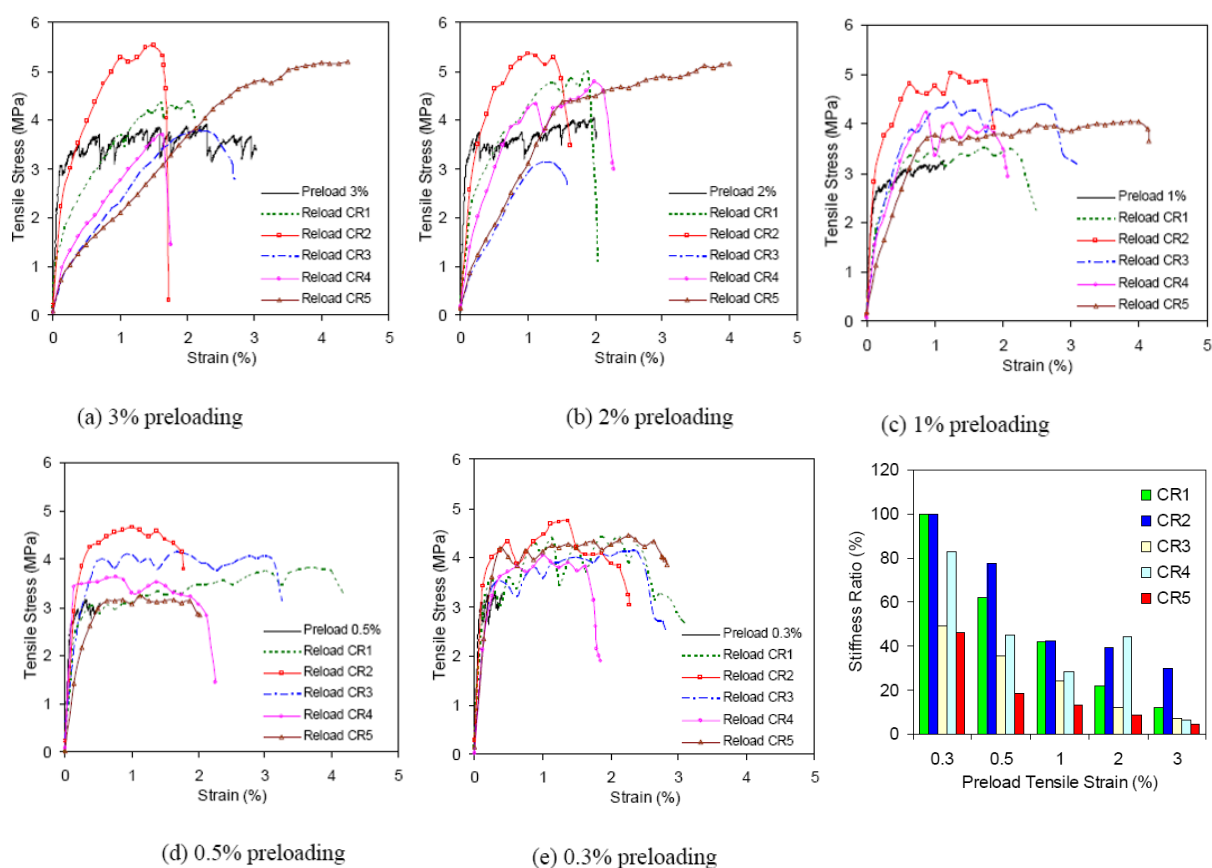 6
5
4
3
2
1
0
Tensile Stress (MPa)
Preload 3%
Reload CR1
Reload CR2
Reload CR3
Reload CR4
Reload CR5
0 1 2 3 4 5
Strain (%)
(a) 3% preloading
6
5
4
3
2
1
0
Tensile Stress (MPa)
Preload 2%
Reload CR1
Reload CR2
Reload CR3
Reload CR4
Reload CR5
0 1 2 3 4 5
Strain (%)
(b) 2% preloading
6
5
4
3
2
1
0
Tensile Stress (MPa)
Preload 1%
Reload CR1
Reload CR2
Reload CR3
Reload CR4
Reload CR5
0 1 2 3 4 5
Strain (%)
(c) 1% preloading
6
5
4
3
2
1
0
Tensile Stress (MPa)
Preload 0.5%
Reload CR1
Reload CR2
Reload CR3
Reload CR4
Reload CR5
0 1 2 3 4 5
Strain (%)
(d) 0.5% preloading
6
5
4
3
2
1
0
Tensile Stress (MPa)
Preload 0.3%
Reload CR1
Reload CR2
Reload CR3
Reload CR4
Reload CR5
0 1 2 3 4 5
Strain (%)
(e) 0.3% preloading
120
100
80
60
40
20
0
Stiffness Ratio (%)
CR1
CR2
CR3
CR4
CR5
0.3 0.5 1 2 3
Preload Tensile Strain (%)